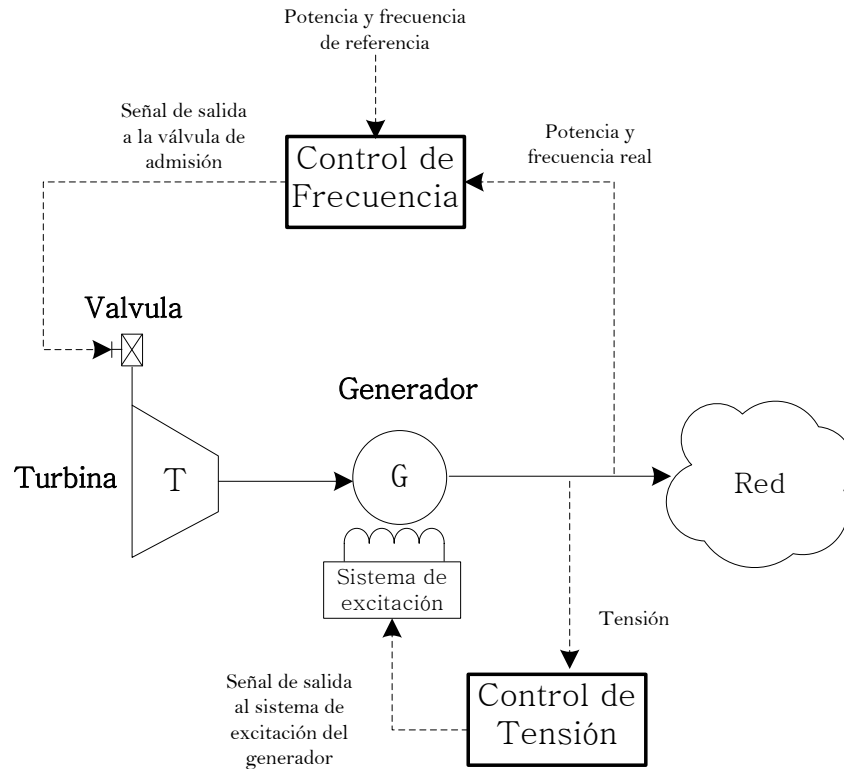 Potencia y frecuencia
de referencia
Señal de salida
a la válvula de
admisión
Control de
Frecuencia
Potencia y
frecuencia real
Valvula
Generador
Turbina
T
G
Red
Sistema de
excitación
Tensión
Señal de salida
al sistema de
excitación del
generador
Control de
Tensión